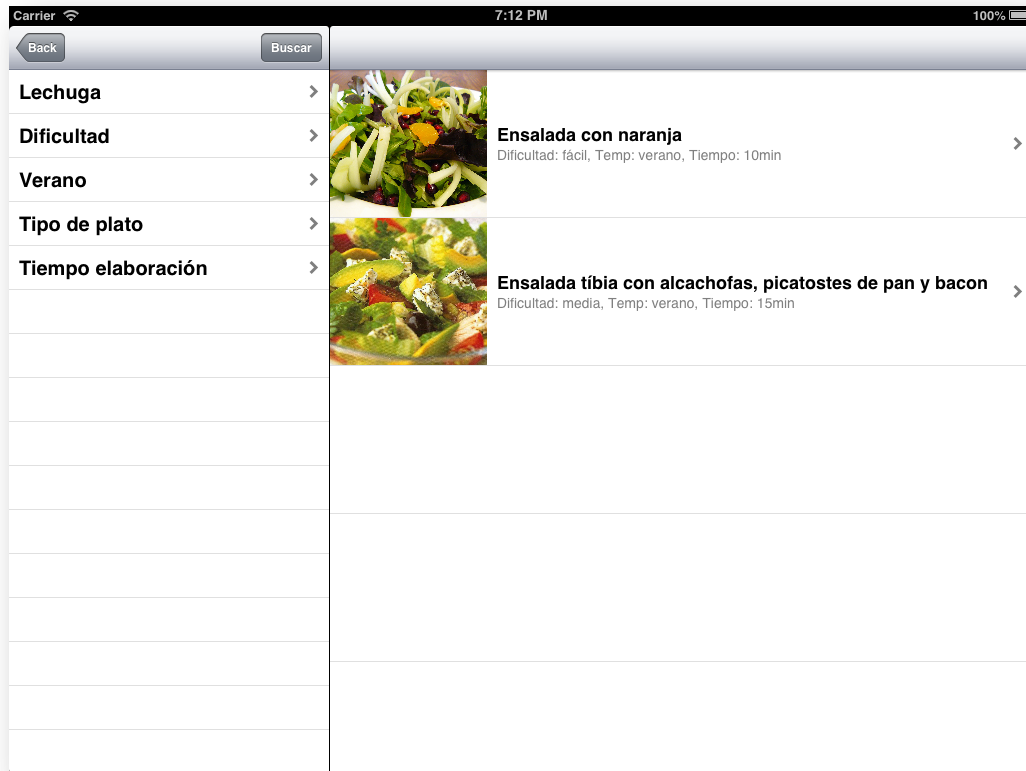 Carrier 7:12 PM 100%
Back Buscar
Lechuga
Dificultad
Verano
Tipo de plato
Tiempo elaboración
Ensalada con naranja
Dificultad: fácil, Temp: verano, Tiempo: 10min
Ensalada tíbia con alcachofas, picatostes de pan y bacon
Dificultad: media, Temp: verano, Tiempo: 15min